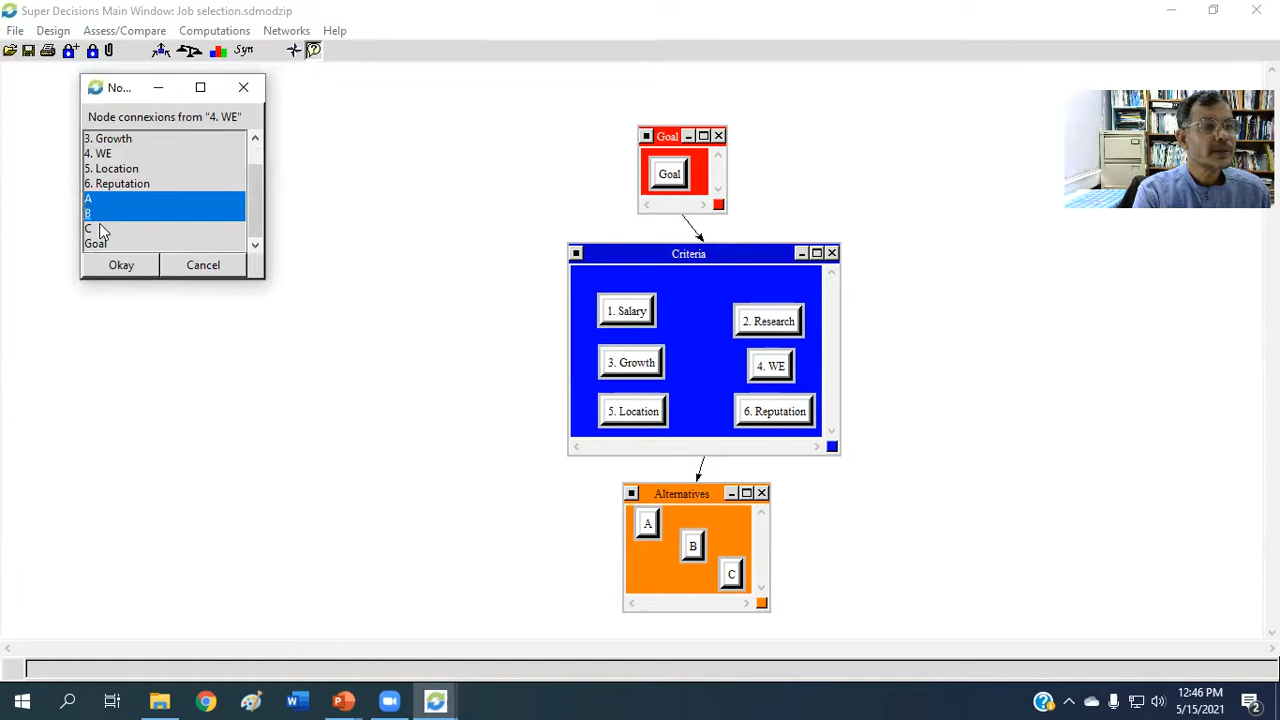 Super Decisions Main Window: Job selection.sdmodzip
File Design Assess/Compare Computations Networks Help
Syn
No...
Node connexions from "4. WE"
3. Growth
4. WE
5. Location
6. Reputation
A
B
C
Goal
Okay Cancel
Goal
Goal
Criteria
1. Salary
2. Research
3. Growth
4. WE
5. Location
6. Reputation
Alternatives
A
B
C
12:46 PM
5/15/2021
2